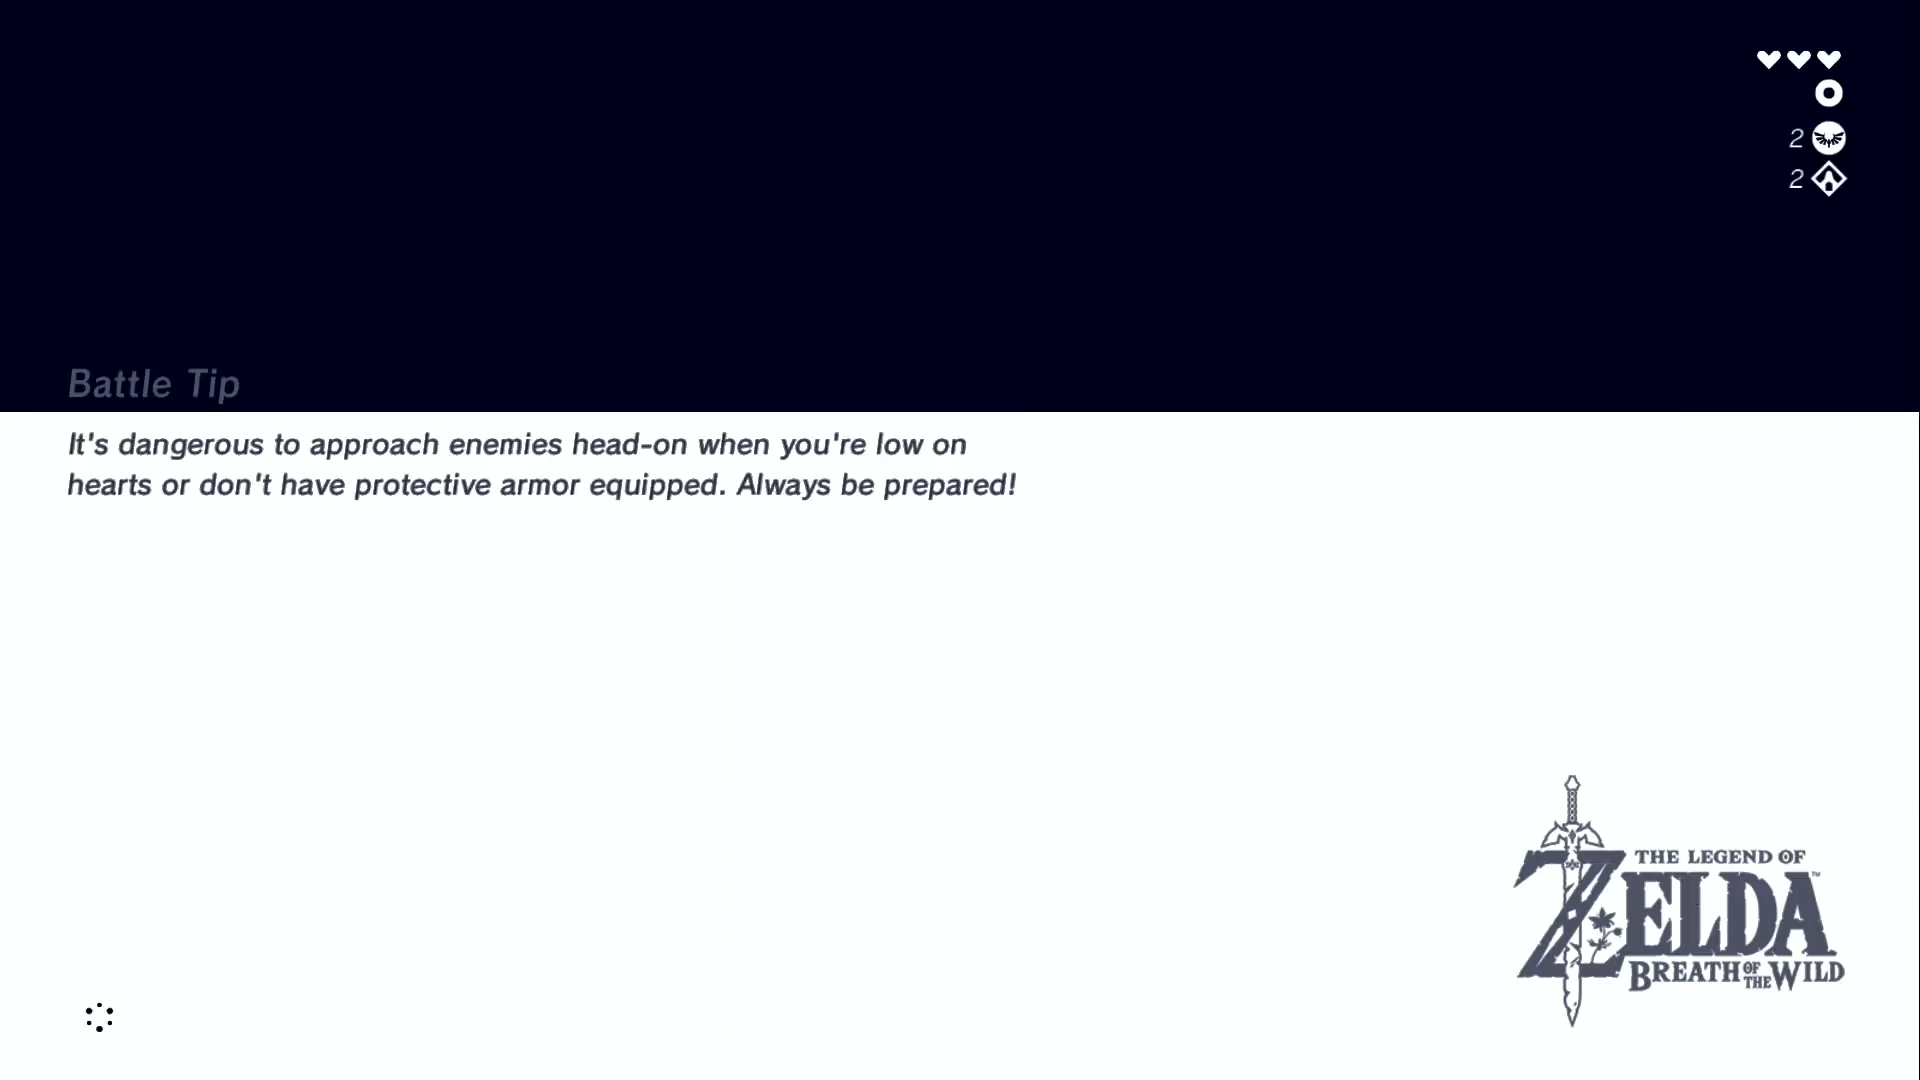 2
2
Battle Tip
It's dangerous to approach enemies head-on when you're low on
hearts or don't have protective armor equipped. Always be prepared!
THE LEGEND OF
ZELDA™
BREATH OF THE WILD